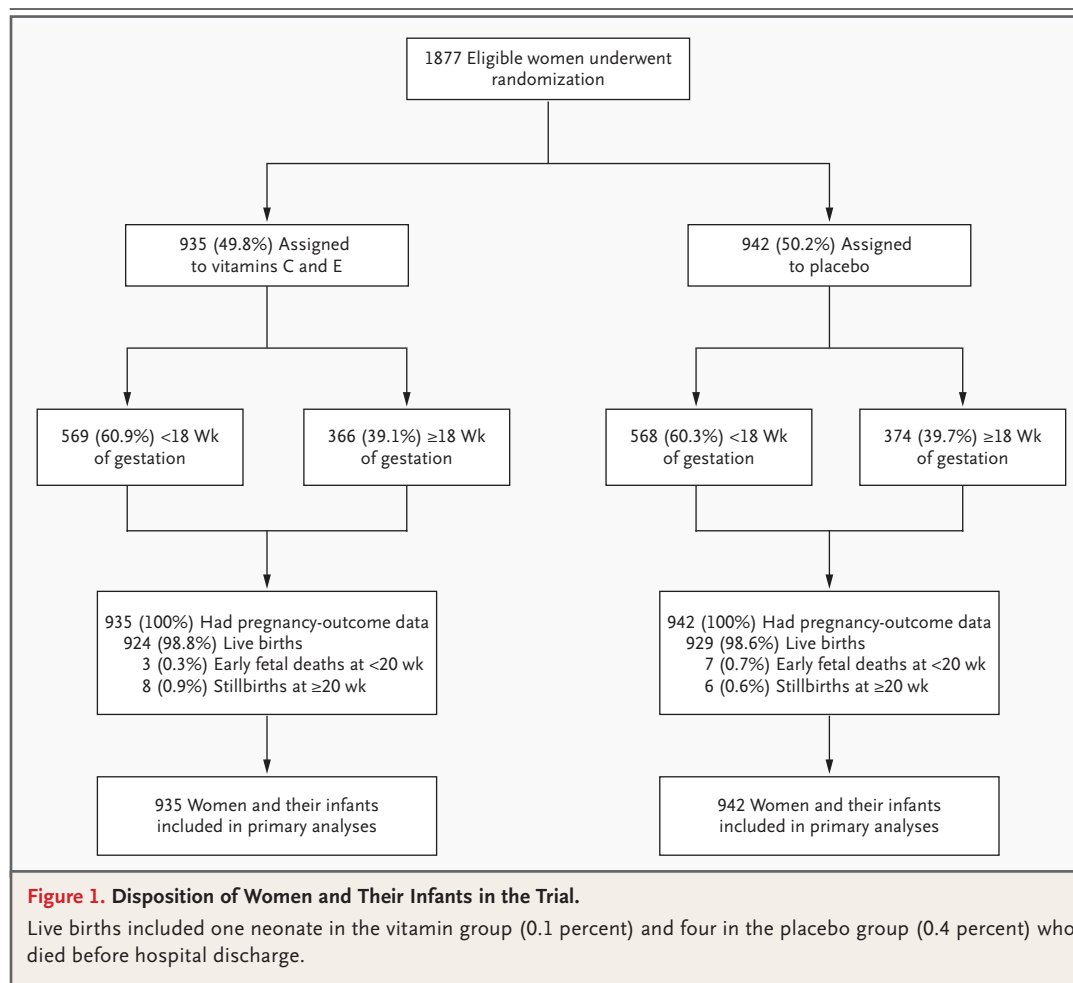 1877 Eligible women underwent
randomization
935 (49.8%) Assigned
to vitamins C and E
942 (50.2%) Assigned
to placebo
569 (60.9%) <18 Wk
of gestation
366 (39.1%) ≥18 Wk
of gestation
568 (60.3%) <18 Wk
of gestation
374 (39.7%) ≥18 Wk
of gestation
935 (100%) Had pregnancy-outcome data
924 (98.8%) Live births
3 (0.3%) Early fetal deaths at <20 wk
8 (0.9%) Stillbirths at ≥20 wk
942 (100%) Had pregnancy-outcome data
929 (98.6%) Live births
7 (0.7%) Early fetal deaths at <20 wk
6 (0.6%) Stillbirths at ≥20 wk
935 Women and their infants
included in primary analyses
942 Women and their infants
included in primary analyses
Figure 1. Disposition of Women and Their Infants in the Trial.
Live births included one neonate in the vitamin group (0.1 percent) and four in the placebo group (0.4 percent) who
died before hospital discharge.